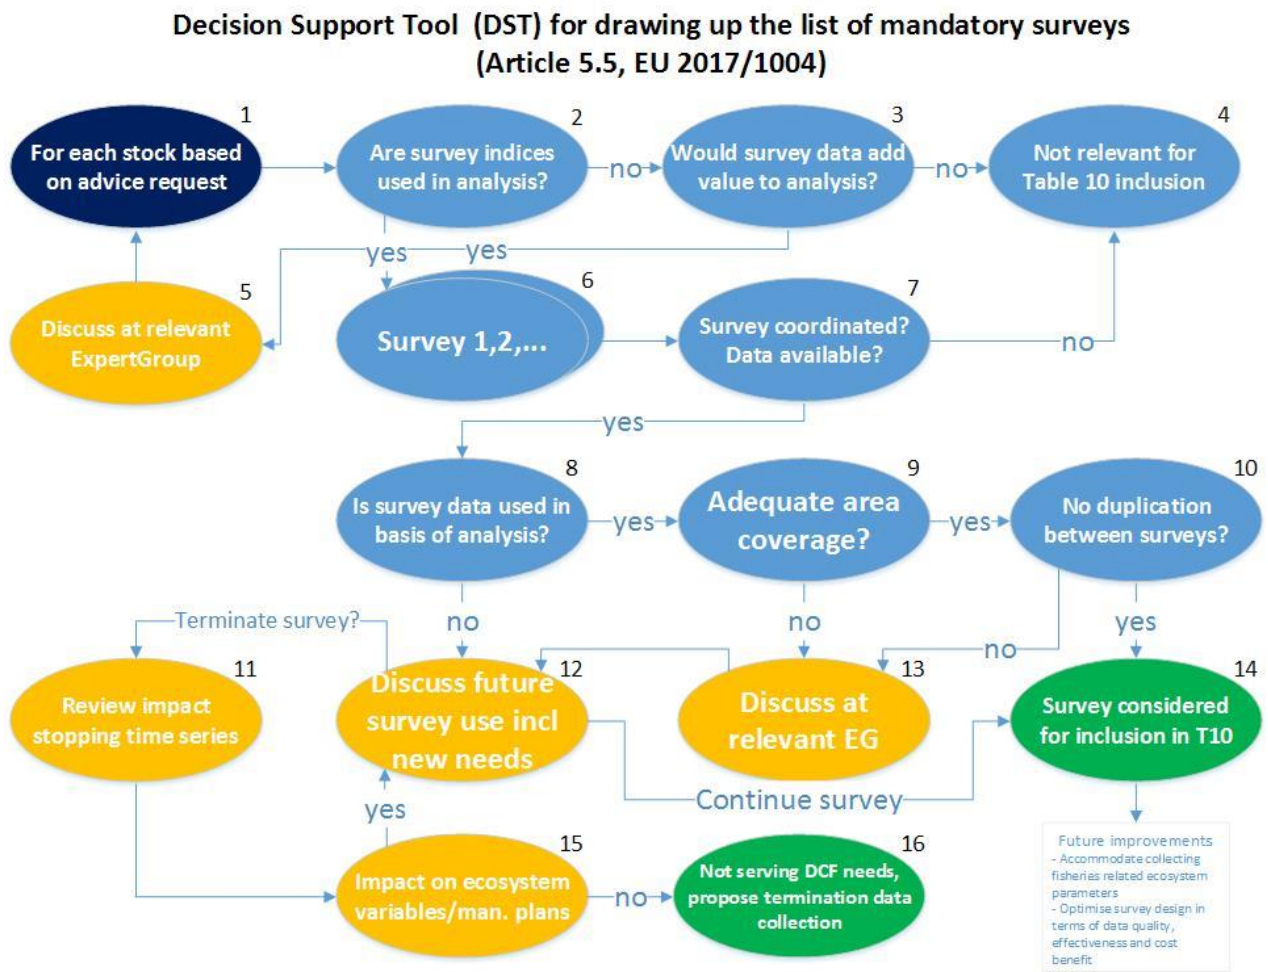 Decision Support Tool (DST) for drawing up the list of mandatory surveys
(Article 5.5, EU 2017/1004)
1
For each stock based
on advice request
2
Are survey indices
used in analysis?
no
3
Would survey data add
value to analysis?
no
4
Not relevant for
Table 10 inclusion
yes
yes
5
Discuss at relevant
ExpertGroup
6
Survey 1,2,...
7
Survey coordinated?
Data available?
no
yes
8
Is survey data used in
basis of analysis?
yes
9
Adequate area
coverage?
yes
10
No duplication
between surveys?
Terminate survey?
no
no
no
yes
11
Review impact
stopping time series
12
Discuss future
survey use incl
new needs
13
Discuss at
relevant EG
14
Survey considered
for inclusion in T10
Continue survey
yes
15
Impact on ecosystem
variables/man. plans
no
16
Not serving DCF needs,
propose termination data
collection
Future improvements
- Accommodate collecting
fisheries related ecosystem
parameters
- Optimise survey design in
terms of data quality,
effectiveness and cost
benefit